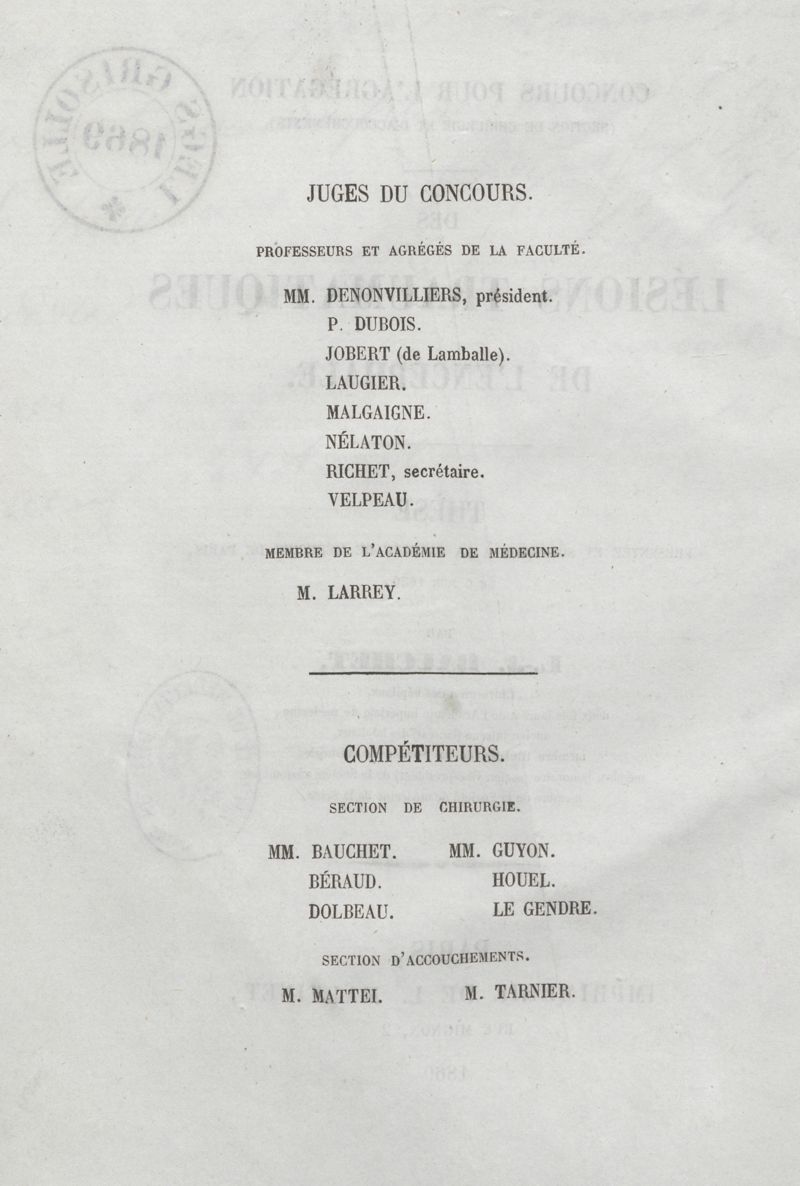 JUGES DU CONCOURS.
PROFESSEURS ET AGRÉGÉS DE LA FACULTÉ.
MM. DENONVILLIERS, président.
P. DUBOIS.
JOBERT (de Lamballe).
LAUGIER.
MALGAIGNE.
NÉLATON.
RICHET, secrétaire.
VELPEAU.
MEMBRE DE L'ACADÉMIE DE MÉDECINE.
M. LARREY.
COMPÉTITEURS.
SECTION DE CHIRURGIE.
MM. BAUCHET. MM. GUYON.
BÉRAUD. HOUEL.
DOLBEAU. LE GENDRE.
SECTION D'ACCOUCHEMENTS.
M. MATTEI. M. TARNIER.